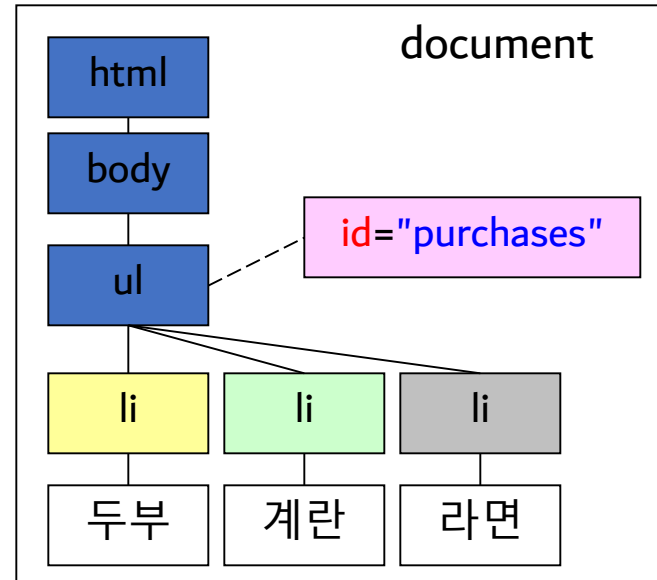 document
html
body
id="purchases"
ul
li
li
li
두부
계란
라면